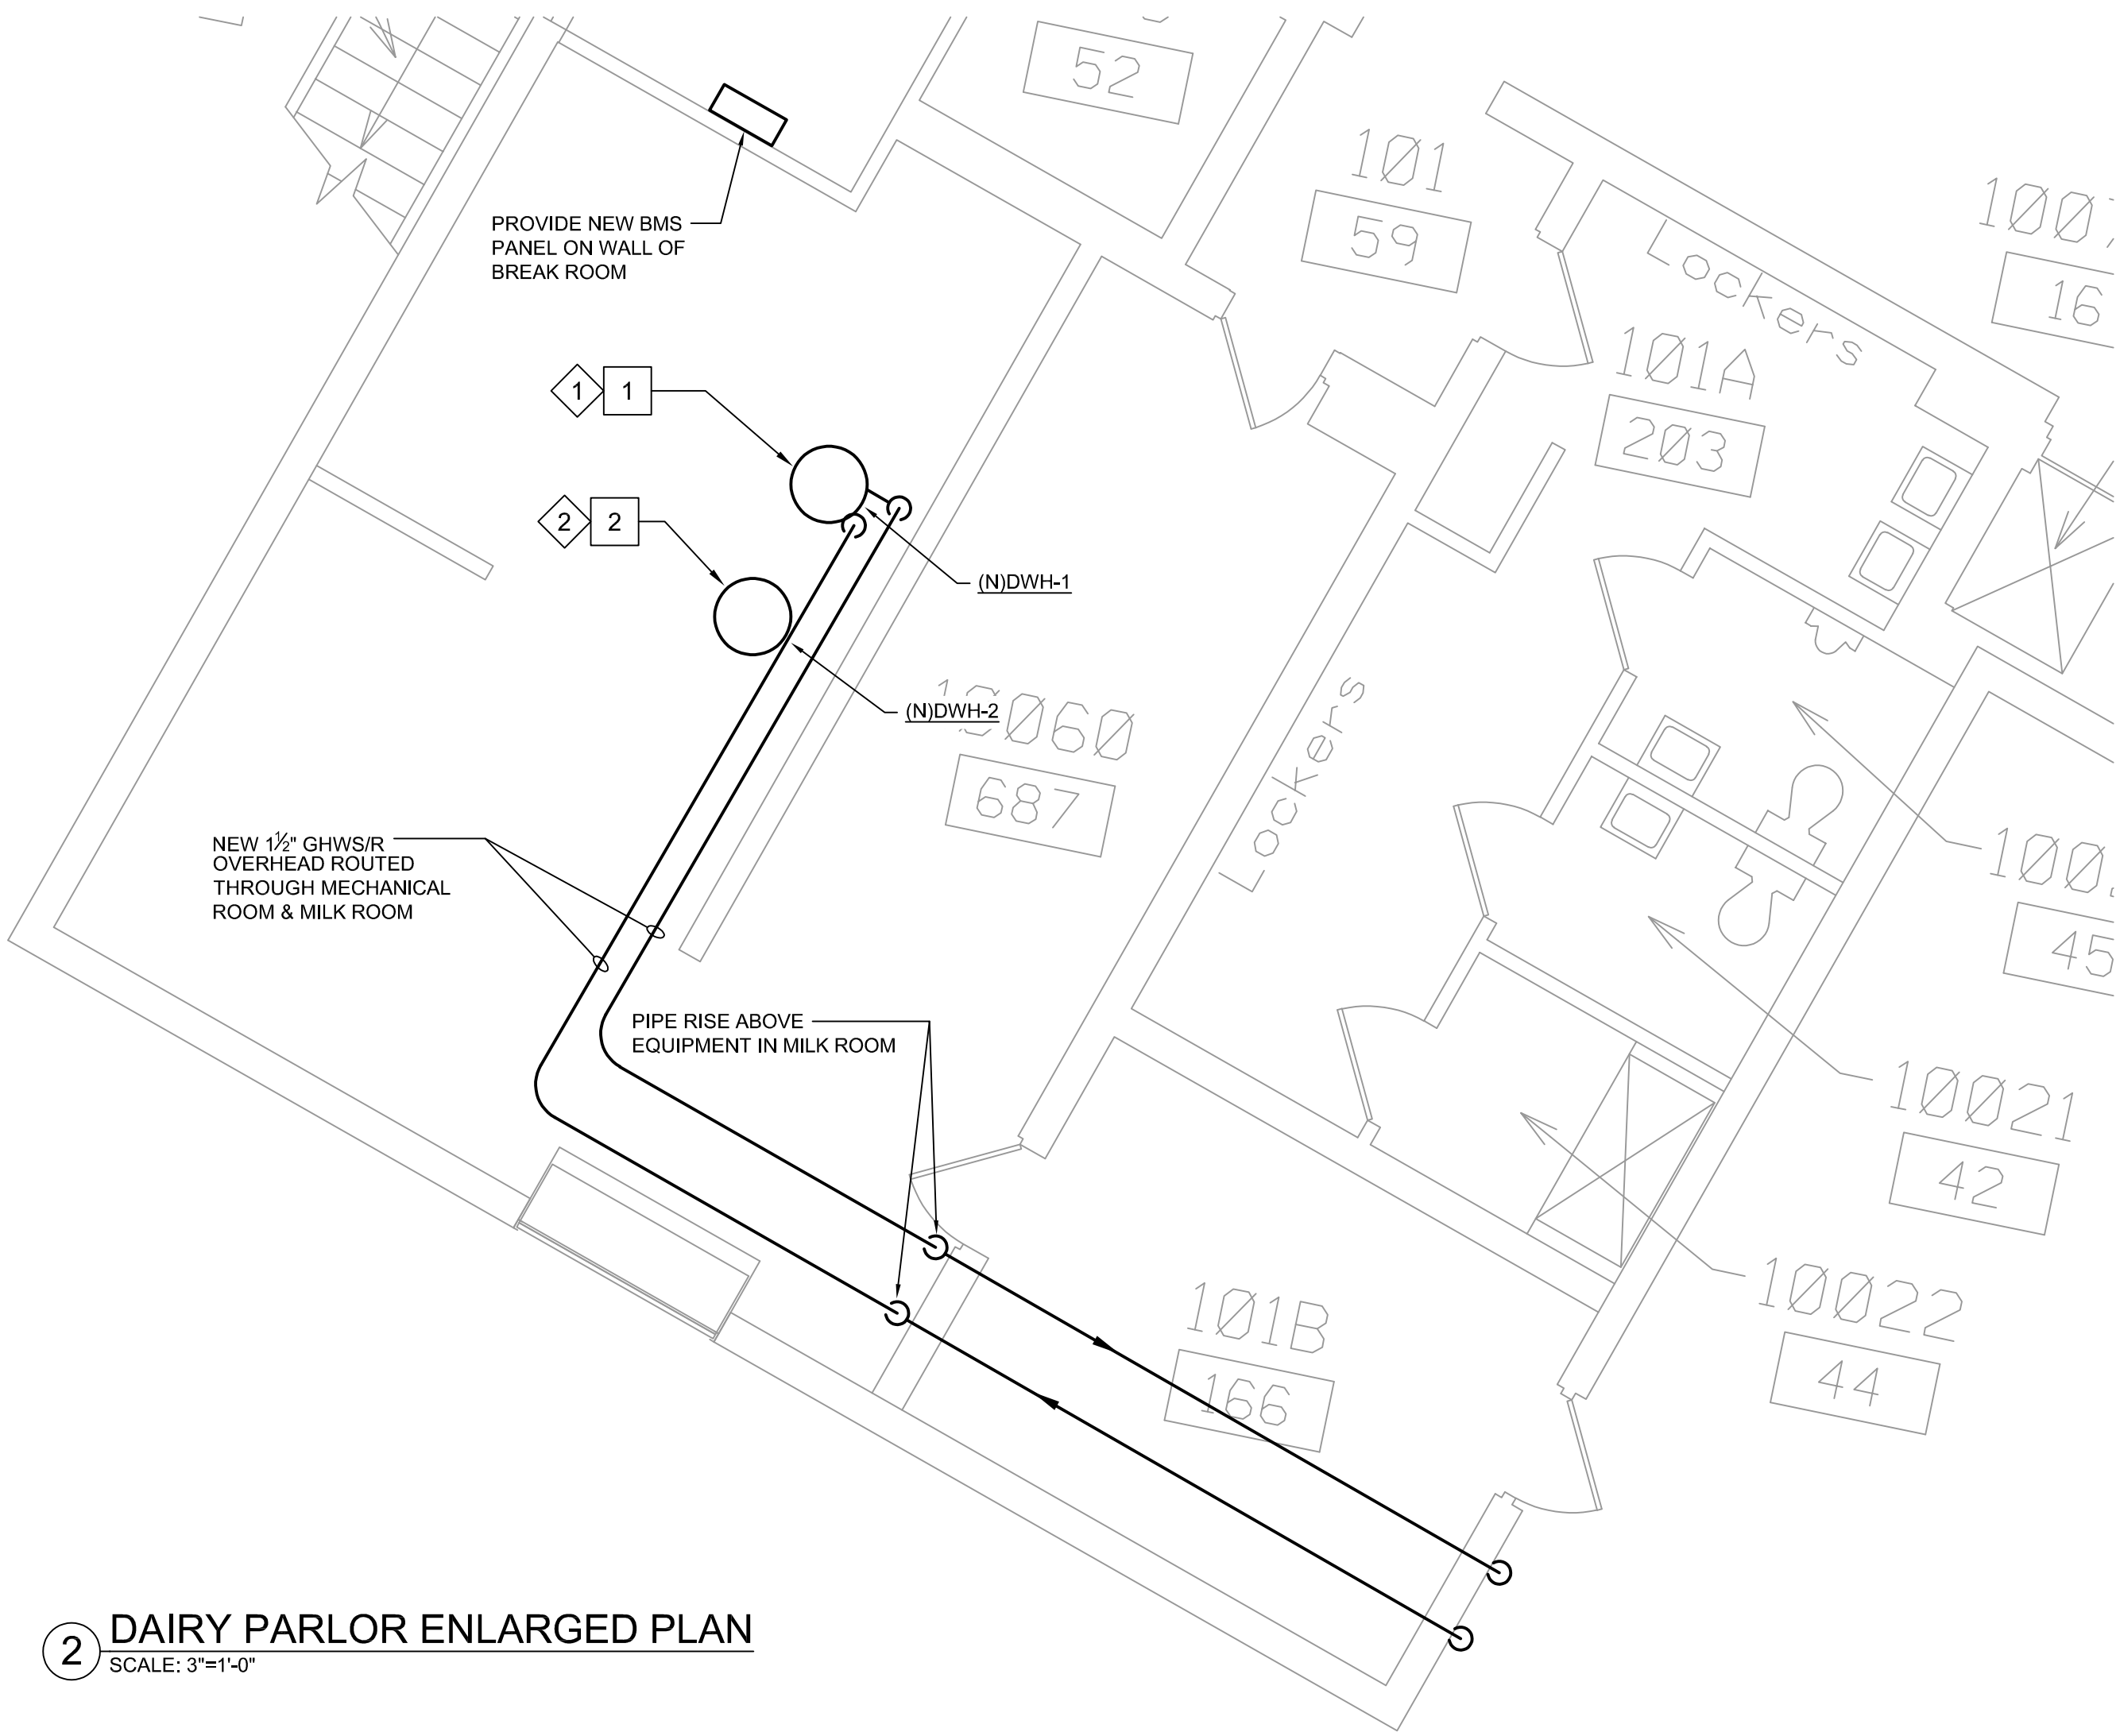 52
101
59
Lockers
101A
203
16
PROVIDE NEW BMS
PANEL ON WALL OF
BREAK ROOM
1 1
2 2
(N)DWH-1
(N)DWH-2
687
Lockers
NEW 1½" GHWS/R
OVERHEAD ROUTED
THROUGH MECHANICAL
ROOM & MILK ROOM
PIPE RISE ABOVE
EQUIPMENT IN MILK ROOM
45
10021
42
10022
44
101B
166
2 DAIRY PARLOR ENLARGED PLAN
SCALE: 3"=1'-0"